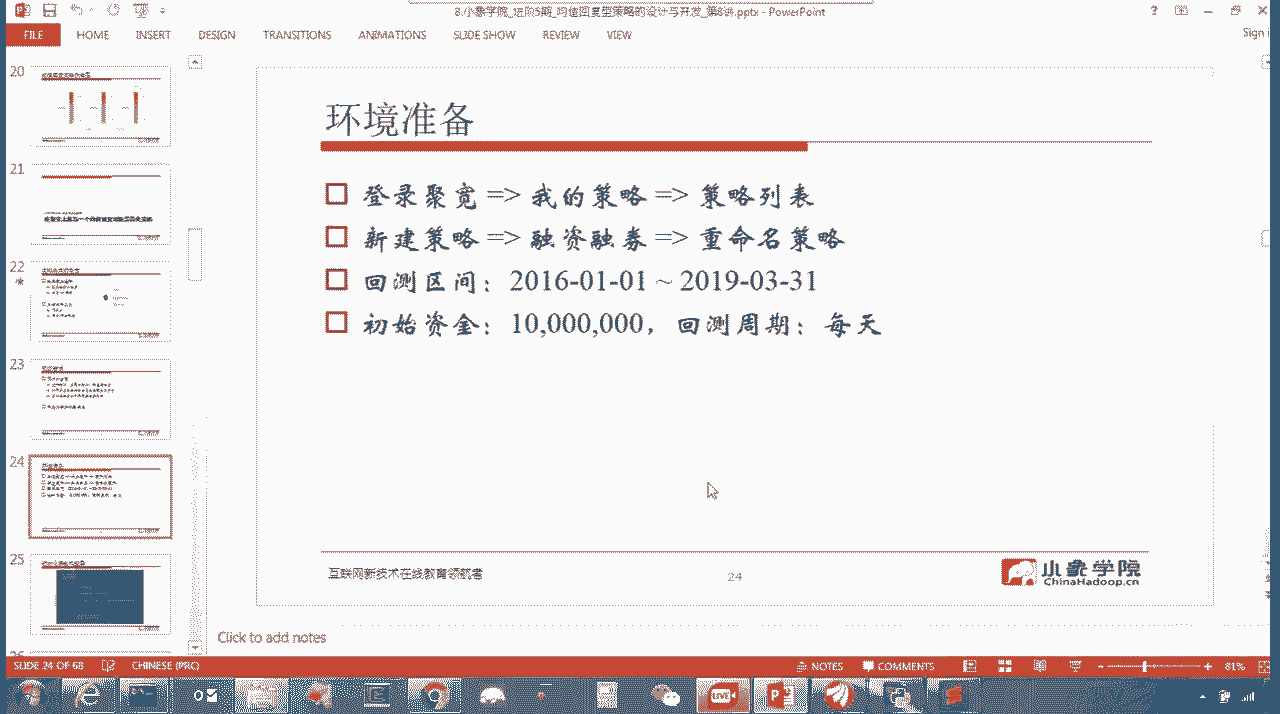 8.小象学院_进阶5期_均值回复型策略的设计与开发_第8讲.pptx - PowerPoint
FILE HOME INSERT DESIGN TRANSITIONS ANIMATIONS SLIDE SHOW REVIEW VIEW
Sign i
20
21
22
23
24
25
环境准备
登录聚宽 => 我的策略 => 策略列表
新建策略 => 融资融券 => 重命名策略
回测区间：2016-01-01 ~ 2019-03-31
初始资金：10,000,000，回测周期：每天
互联网新技术在线教育领航者
24
小象学院
ChinaHadoop.cn
Click to add notes
SLIDE 24 OF 68 CHINESE (PRC) NOTES COMMENTS 81%
LIVE